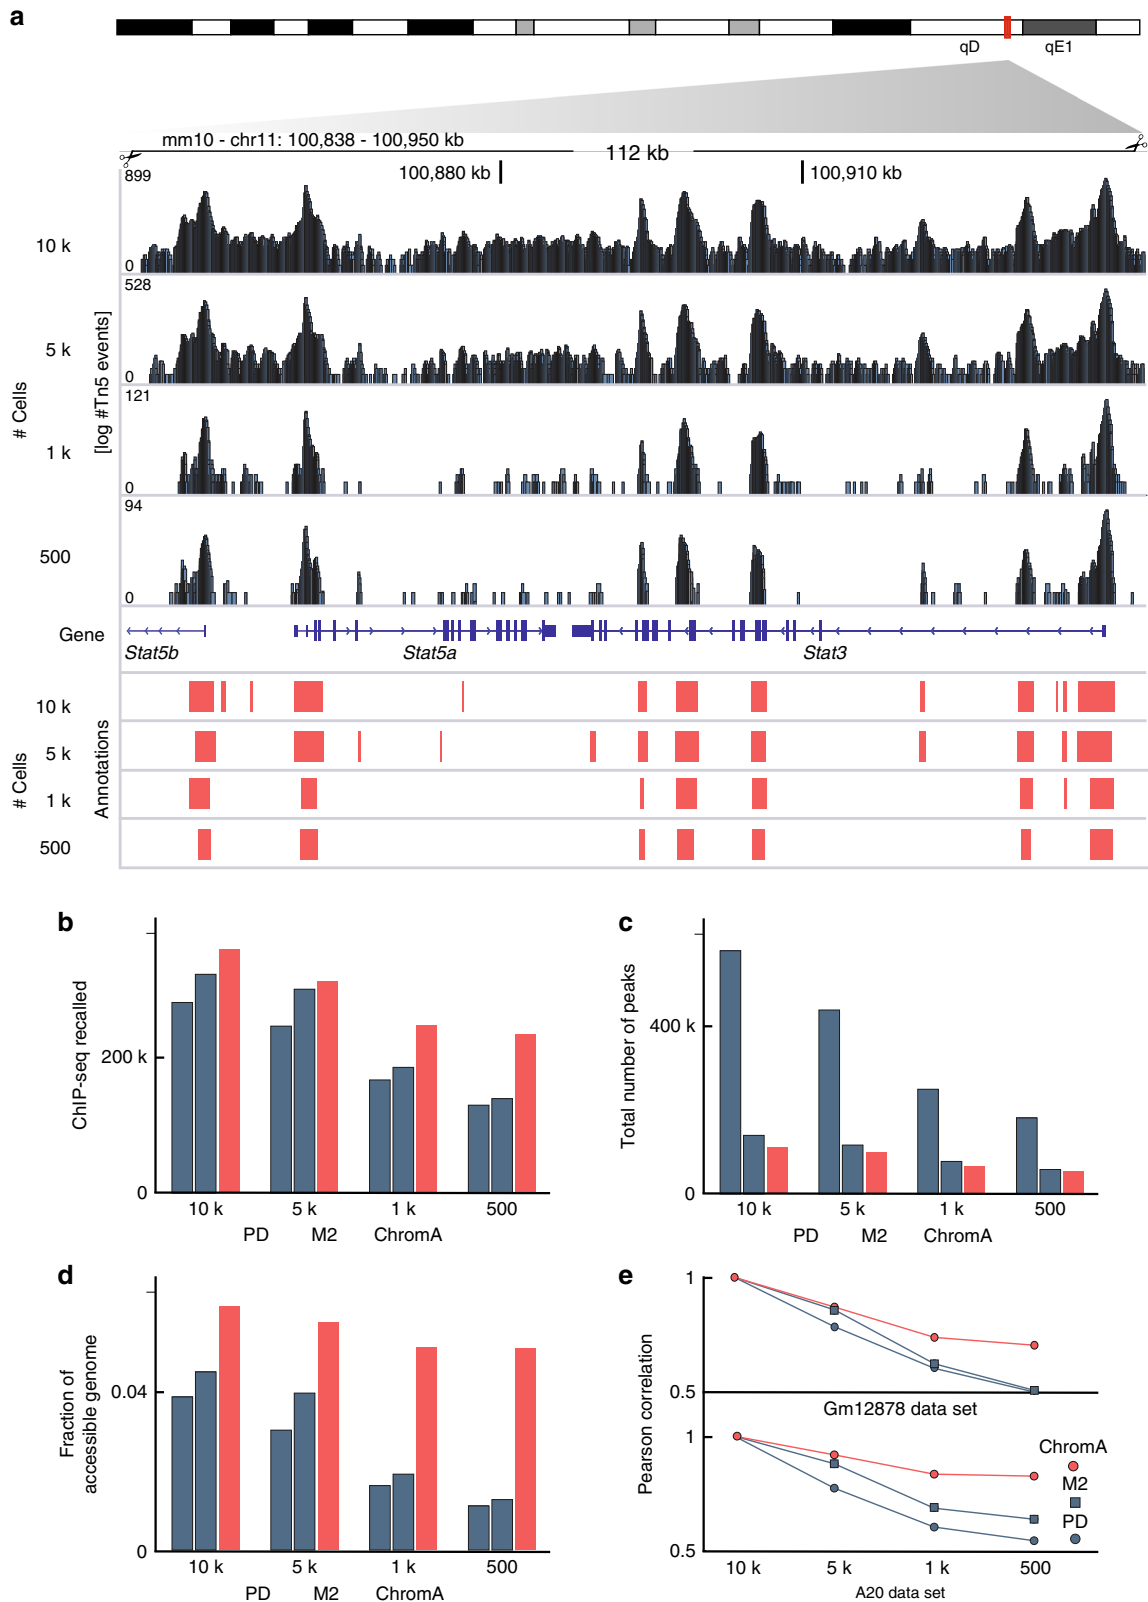 a
qD
qE1
mm10 - chr11: 100,838 - 100,950 kb
112 kb
100,880 kb
100,910 kb
899
10 k
0
528
5 k
0
# Cells
[log #Tn5 events]
121
1 k
0
94
500
0
Gene
Stat5b
Stat5a
Stat3
10 k
5 k
# Cells
Annotations
1 k
500
b
ChIP-seq recalled
200 k
0
10 k
5 k
1 k
500
PD
M2
ChromA
c
Total number of peaks
400 k
0
10 k
5 k
1 k
500
PD
M2
ChromA
d
Fraction of
accessible genome
0.04
0
10 k
5 k
1 k
500
PD
M2
ChromA
e
Pearson correlation
1
0.5
Gm12878 data set
1
ChromA
M2
PD
0.5
10 k
5 k
1 k
500
A20 data set